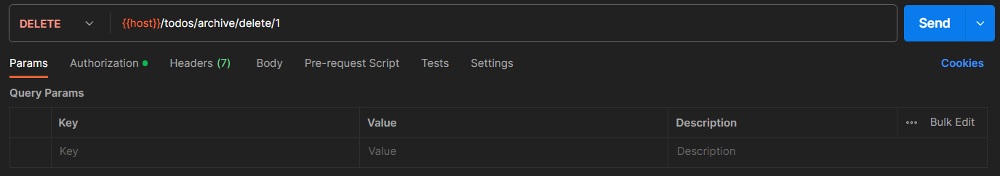 DELETE {{host}}/todos/archive/delete/1 Send
Params Authorization Headers (7) Body Pre-request Script Tests Settings Cookies
Query Params
Key Value Description Bulk Edit
Key Value Description